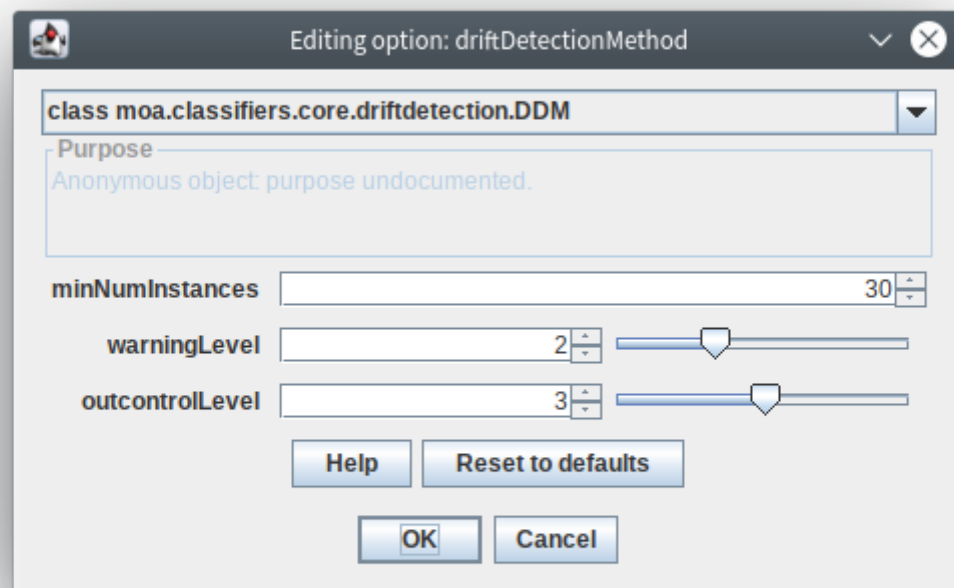 Editing option: driftDetectionMethod
class moa.classifiers.core.driftdetection.DDM
Purpose
Anonymous object: purpose undocumented.
minNumInstances 30
warningLevel 2
outcontrolLevel 3
Help Reset to defaults
OK Cancel